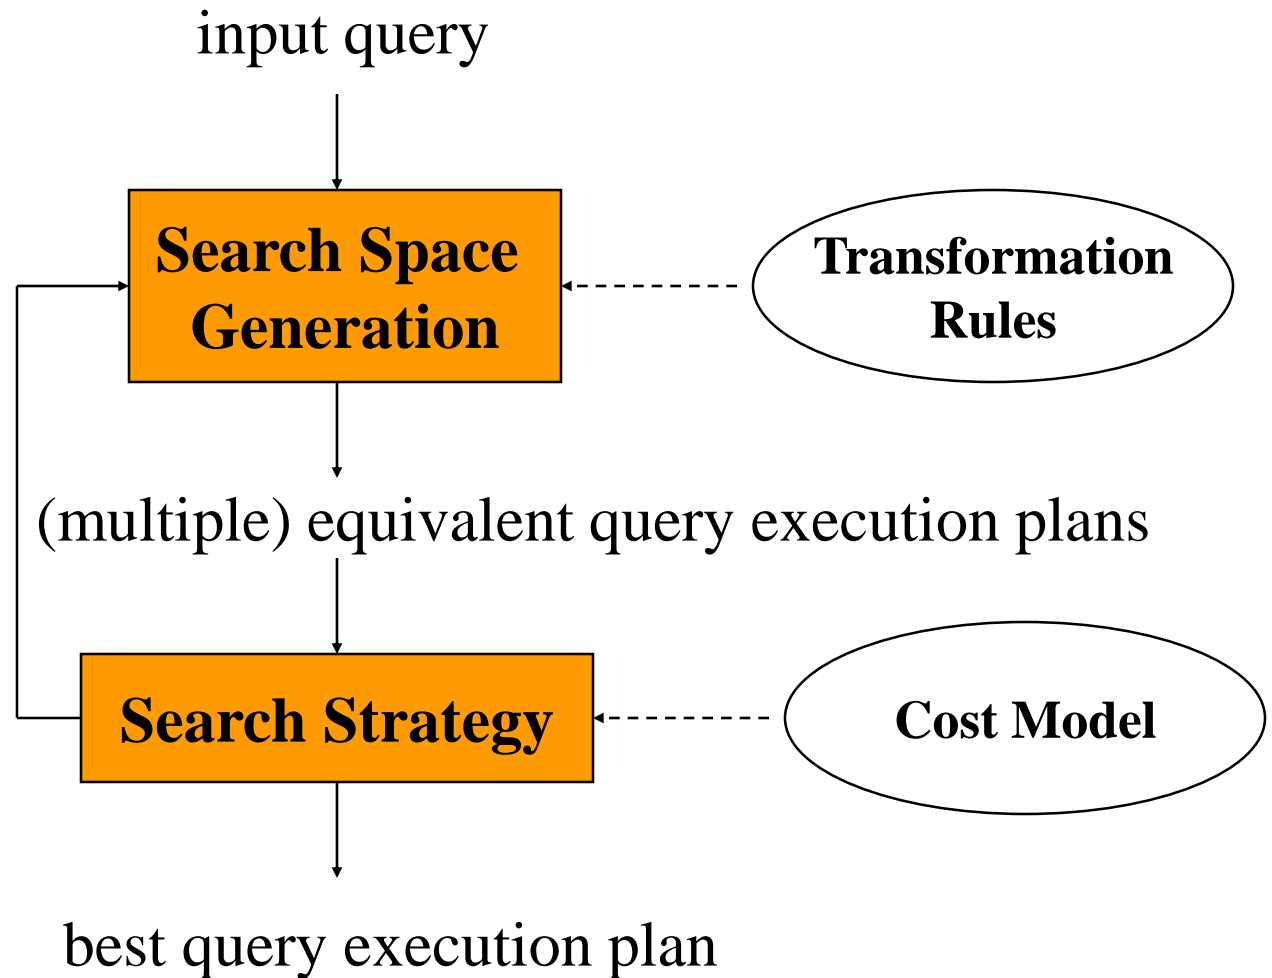 input query
Search Space
Generation
Transformation
Rules
(multiple) equivalent query execution plans
Search Strategy
Cost Model
best query execution plan